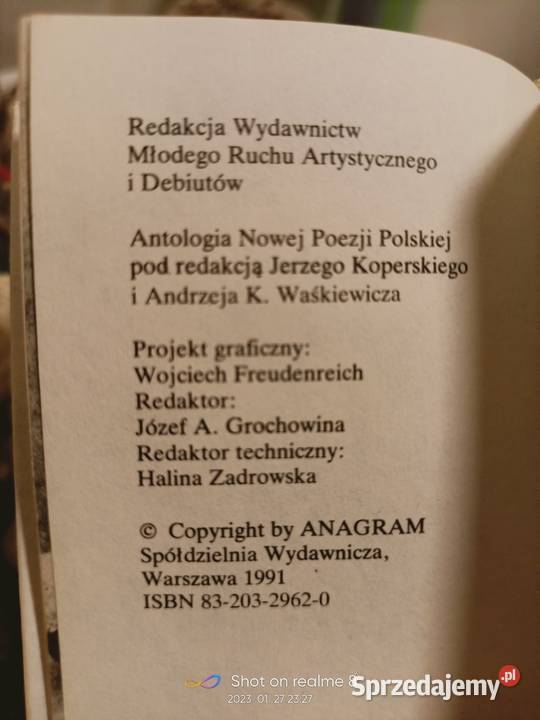 Redakcja Wydawnictw
Młodego Ruchu Artystycznego
i Debiutów
Antologia Nowej Poezji Polskiej
pod redakcją Jerzego Koperskiego
i Andrzeja K. Waśkiewicza
Projekt graficzny:
Wojciech Freudenreich
Redaktor:
Józef A. Grochowina
Redaktor techniczny:
Halina Zadrowska
© Copyright by ANAGRAM
Spółdzielnia Wydawnicza,
Warszawa 1991
ISBN 83-203-2962-0
Shot on realme 8
2023.01.27 23:27
Sprzedajemy.pl